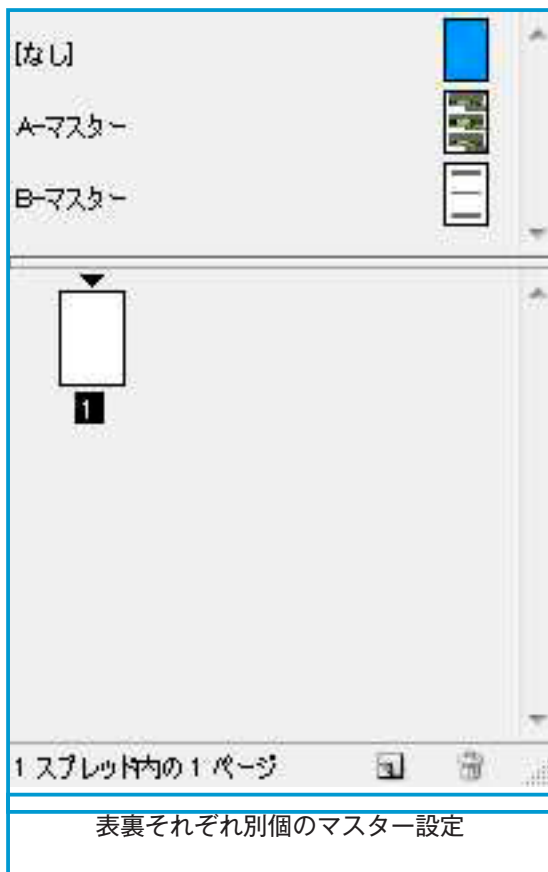 [なし]
A-マスター
B-マスター
1
1 スプレッド内の 1 ページ
表裏それぞれ別個のマスター設定